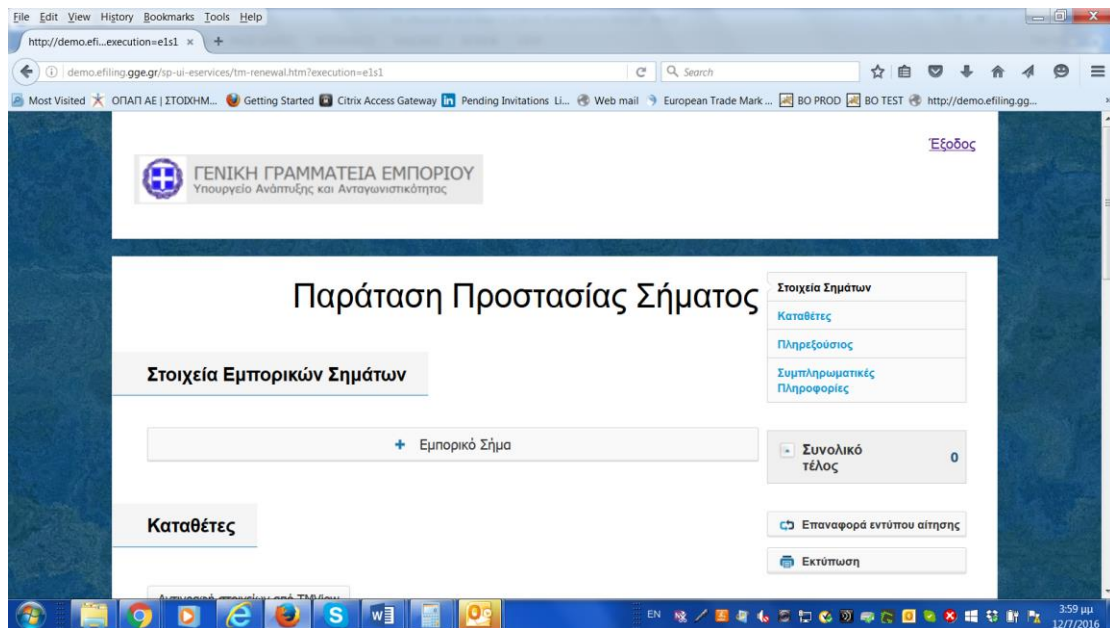 File Edit View History Bookmarks Tools Help
http://demo.efi...execution=e1s1 × +
demo.efiling.gge.gr/sp-ui-eservices/tm-renewal.htm?execution=e1s1
Search
Most Visited ΟΠΑΠ ΑΕ | ΣΤΟΙΧΗΜ... Getting Started Citrix Access Gateway Pending Invitations Li... Web mail European Trade Mark ... BO PROD BO TEST http://demo.efiling.gg...
Έξοδος
ΓΕΝΙΚΗ ΓΡΑΜΜΑΤΕΙΑ ΕΜΠΟΡΙΟΥ
Υπουργείο Ανάπτυξης και Ανταγωνιστικότητας
Παράταση Προστασίας Σήματος
Στοιχεία Σημάτων
Καταθέτες
Πληρεξούσιος
Συμπληρωματικές
Πληροφορίες
Στοιχεία Εμπορικών Σημάτων
+ Εμπορικό Σήμα
Συνολικό
τέλος
0
Καταθέτες
Επαναφορά εντύπου αίτησης
Εκτύπωση
Αντιγραφή στοιχείων από TMView
EN
3:59 μμ
12/7/2016